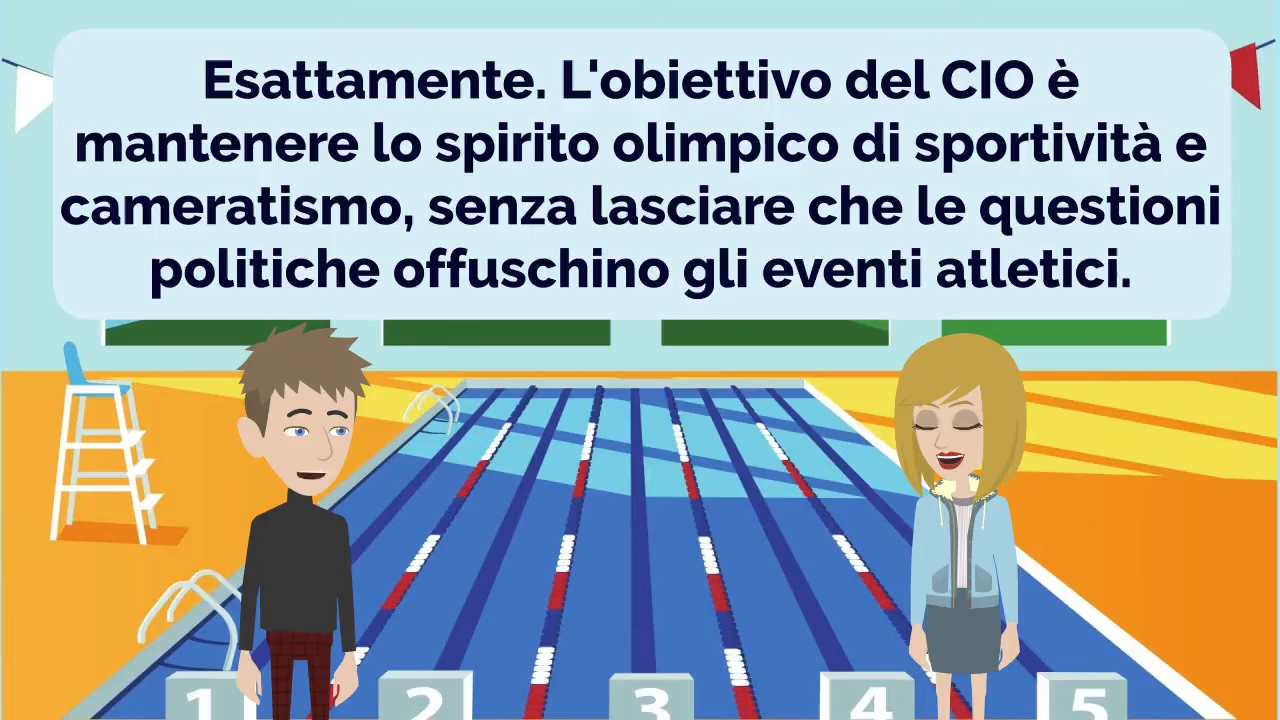 Esattamente. L'obiettivo del CIO è
mantenere lo spirito olimpico di sportività e
cameratismo, senza lasciare che le questioni
politiche offuschino gli eventi atletici.
1 2 3 4 5